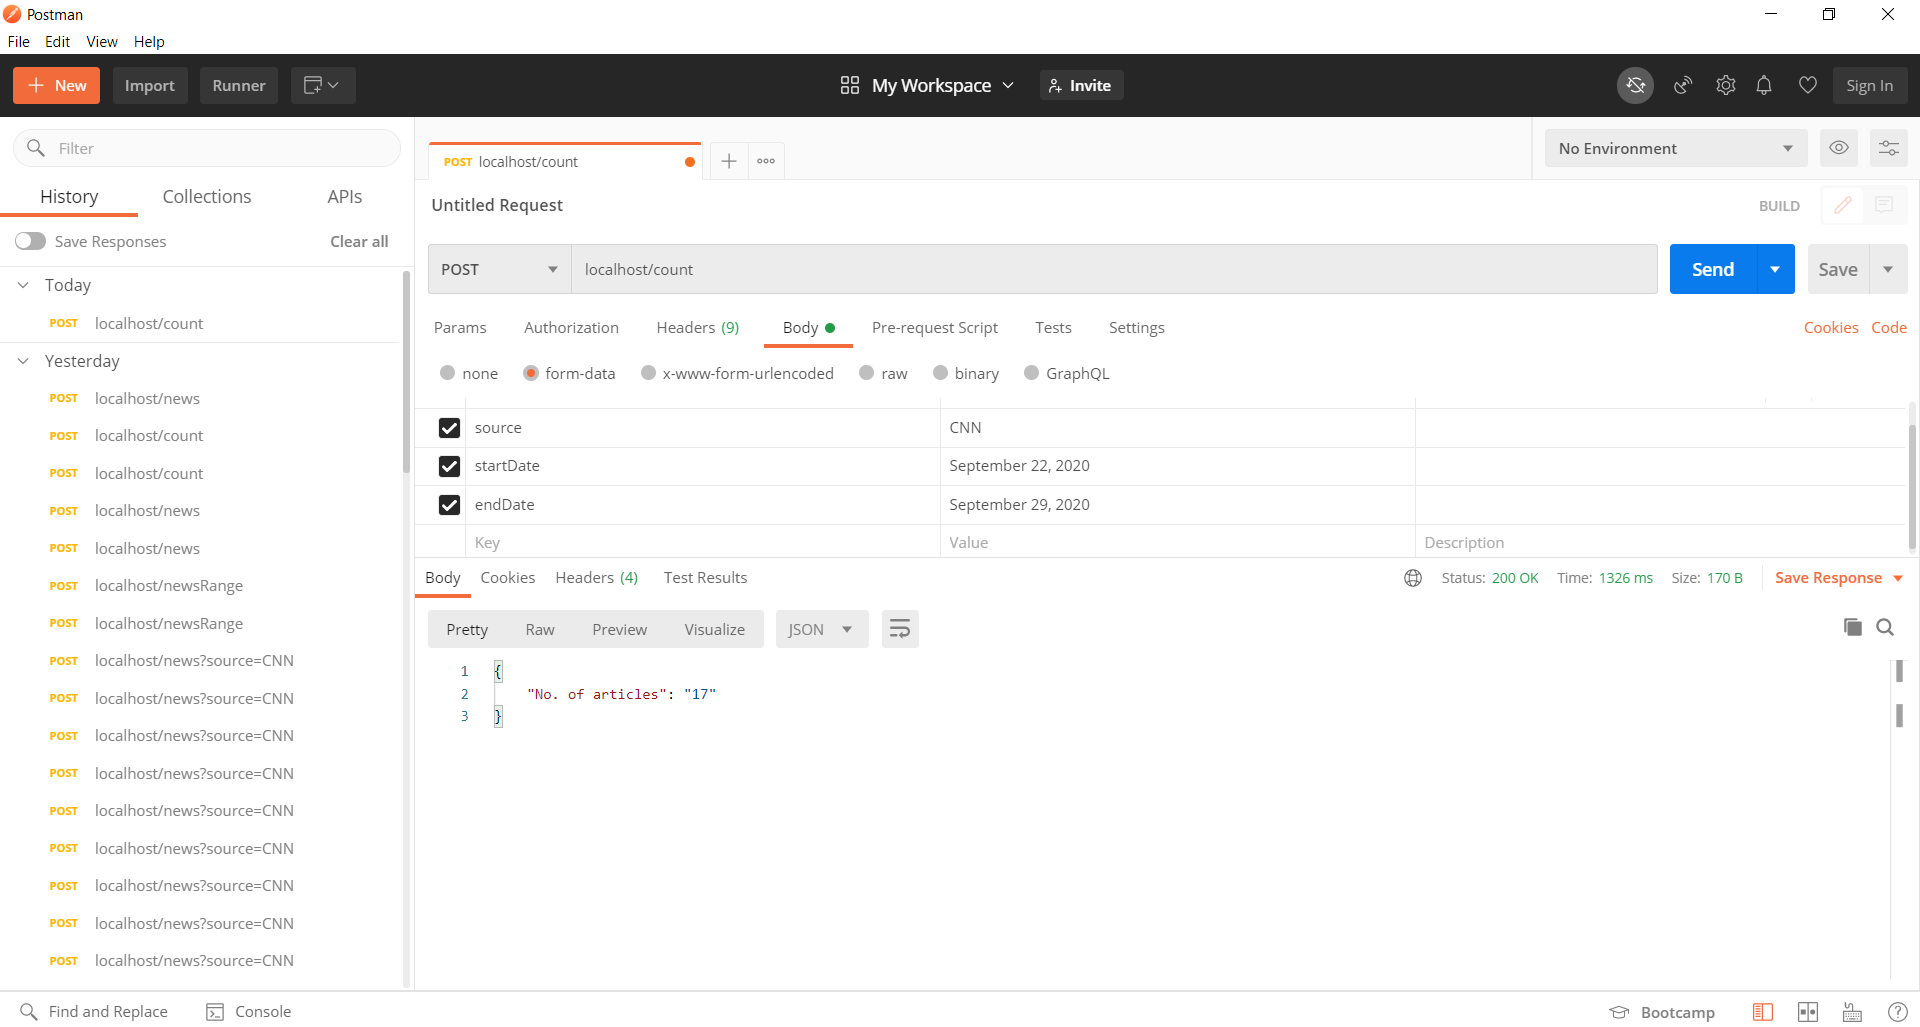 Postman
File Edit View Help
New Import Runner My Workspace Invite Sign In
Filter
History Collections APIs
Save Responses Clear all
Today
POST localhost/count
Yesterday
POST localhost/news
POST localhost/count
POST localhost/count
POST localhost/news
POST localhost/news
POST localhost/newsRange
POST localhost/newsRange
POST localhost/news?source=CNN
POST localhost/news?source=CNN
POST localhost/news?source=CNN
POST localhost/news?source=CNN
POST localhost/news?source=CNN
POST localhost/news?source=CNN
POST localhost/news?source=CNN
POST localhost/news?source=CNN
POST localhost/news?source=CNN
POST localhost/count
No Environment
Untitled Request BUILD
POST localhost/count Send Save
Params Authorization Headers (9) Body Pre-request Script Tests Settings Cookies Code
none form-data x-www-form-urlencoded raw binary GraphQL
source CNN
startDate September 22, 2020
endDate September 29, 2020
Key Value Description
Body Cookies Headers (4) Test Results Status: 200 OK Time: 1326 ms Size: 170 B Save Response
Pretty Raw Preview Visualize JSON
1 {
2 "No. of articles": "17"
3 }
Find and Replace Console Bootcamp